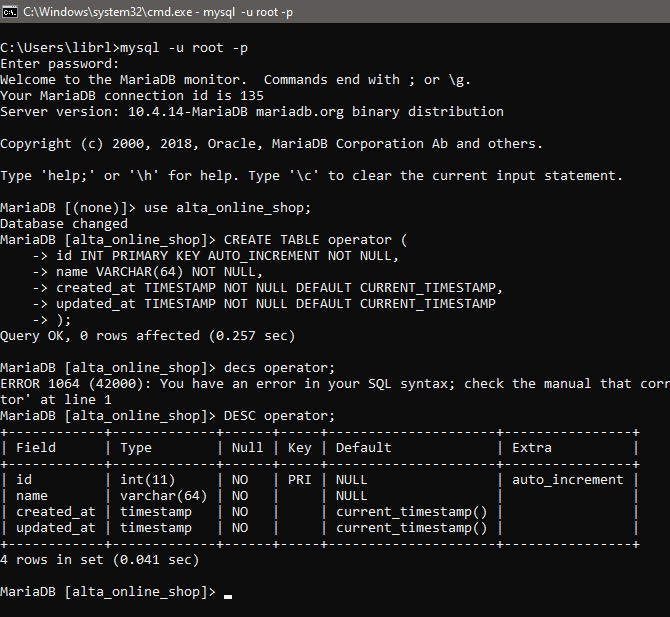 C:\Windows\system32\cmd.exe - mysql  -u root -p
C:\Users\librl>mysql -u root -p
Enter password:
Welcome to the MariaDB monitor.  Commands end with ; or \g.
Your MariaDB connection id is 135
Server version: 10.4.14-MariaDB mariadb.org binary distribution
Copyright (c) 2000, 2018, Oracle, MariaDB Corporation Ab and others.
Type 'help;' or '\h' for help. Type '\c' to clear the current input statement.
MariaDB [(none)]> use alta_online_shop;
Database changed
MariaDB [alta_online_shop]> CREATE TABLE operator (
    -> id INT PRIMARY KEY AUTO_INCREMENT NOT NULL,
    -> name VARCHAR(64) NOT NULL,
    -> created_at TIMESTAMP NOT NULL DEFAULT CURRENT_TIMESTAMP,
    -> updated_at TIMESTAMP NOT NULL DEFAULT CURRENT_TIMESTAMP
    -> );
Query OK, 0 rows affected (0.257 sec)
MariaDB [alta_online_shop]> decs operator;
ERROR 1064 (42000): You have an error in your SQL syntax; check the manual that corr
tor' at line 1
MariaDB [alta_online_shop]> DESC operator;
+------------+-------------+------+-----+---------------------+----------------+
| Field      | Type        | Null | Key | Default             | Extra          |
+------------+-------------+------+-----+---------------------+----------------+
| id         | int(11)     | NO   | PRI | NULL                | auto_increment |
| name       | varchar(64) | NO   |     | NULL                |                |
| created_at | timestamp   | NO   |     | current_timestamp() |                |
| updated_at | timestamp   | NO   |     | current_timestamp() |                |
+------------+-------------+------+-----+---------------------+----------------+
4 rows in set (0.041 sec)
MariaDB [alta_online_shop]> _